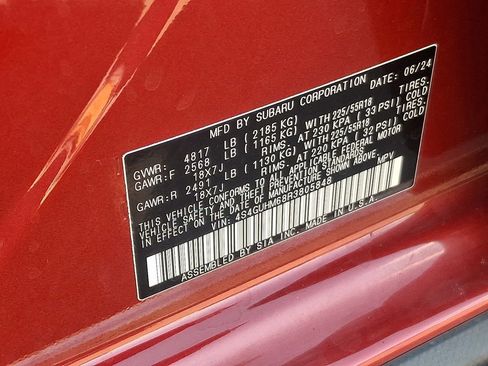 MFD BY SUBARU CORPORATION DATE: 06/24
GVWR: 4817 LB (2185 KG)
GAWR:F 2568 LB (1165 KG) WITH 225/55R18 TIRES,
18X7J RIMS, AT 230 KPA (33 PSI) COLD
GAWR:R 2491 LB (1130 KG) WITH 225/55R18 TIRES,
18X7J RIMS, AT 220 KPA (32 PSI) COLD
THIS VEHICLE CONFORMS TO ALL APPLICABLE FEDERAL MOTOR
VEHICLE SAFETY AND BUMPER AND THEFT PREVENTION STANDARDS
IN EFFECT ON THE DATE OF MANUFACTURE SHOWN ABOVE.
VIN: 4S4GUHM68R3805848 MPV
ASSEMBLED BY SIA INC. MADE IN U.S.A.